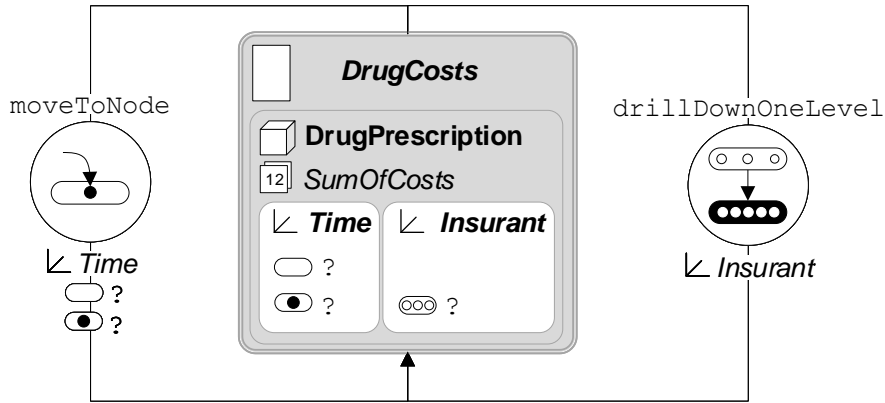 DrugCosts
moveToNode
drillDownOneLevel
DrugPrescription
12 SumOfCosts
Time
Insurant
?
? ?
Time
?
?
Insurant